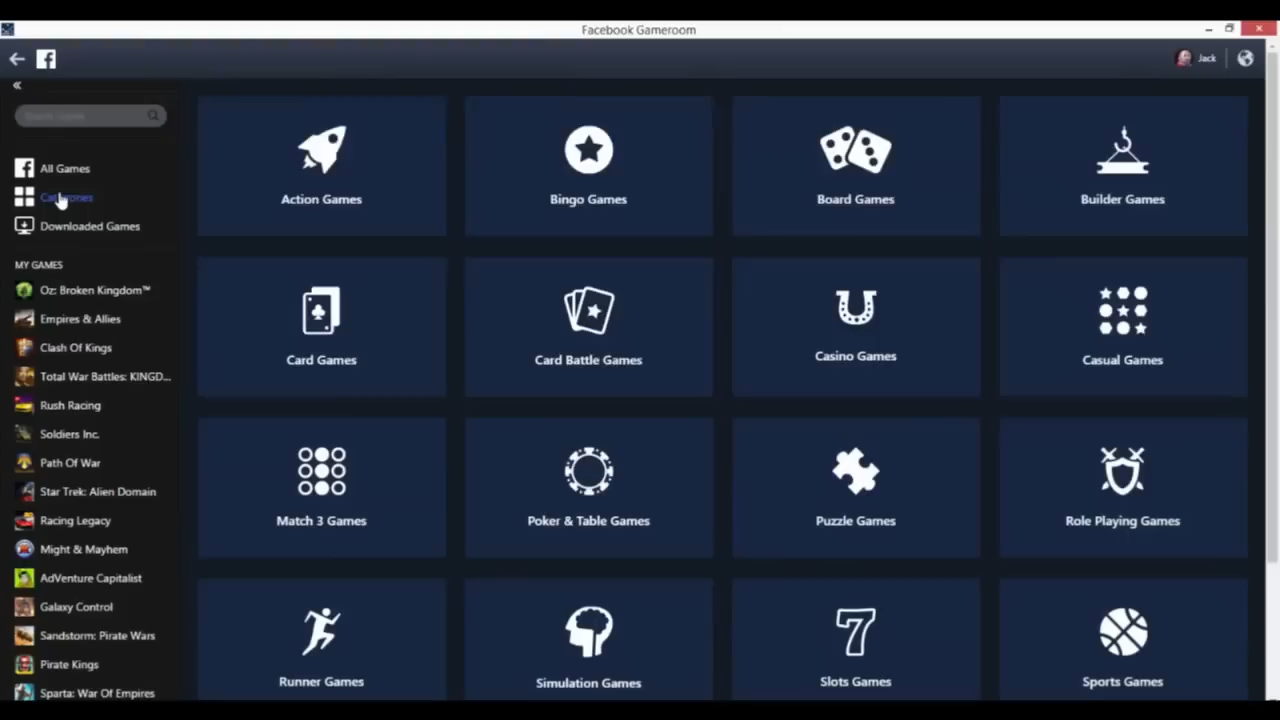 Facebook Gameroom
Jack
All Games
Categories
Downloaded Games
MY GAMES
Oz: Broken Kingdom™
Empires & Allies
Clash Of Kings
Total War Battles: KINGD...
Rush Racing
Soldiers Inc.
Path Of War
Star Trek: Alien Domain
Racing Legacy
Might & Mayhem
AdVenture Capitalist
Galaxy Control
Sandstorm: Pirate Wars
Pirate Kings
Sparta: War Of Empires
Action Games
Bingo Games
Board Games
Builder Games
Card Games
Card Battle Games
Casino Games
Casual Games
Match 3 Games
Poker & Table Games
Puzzle Games
Role Playing Games
Runner Games
Simulation Games
Slots Games
7
Sports Games